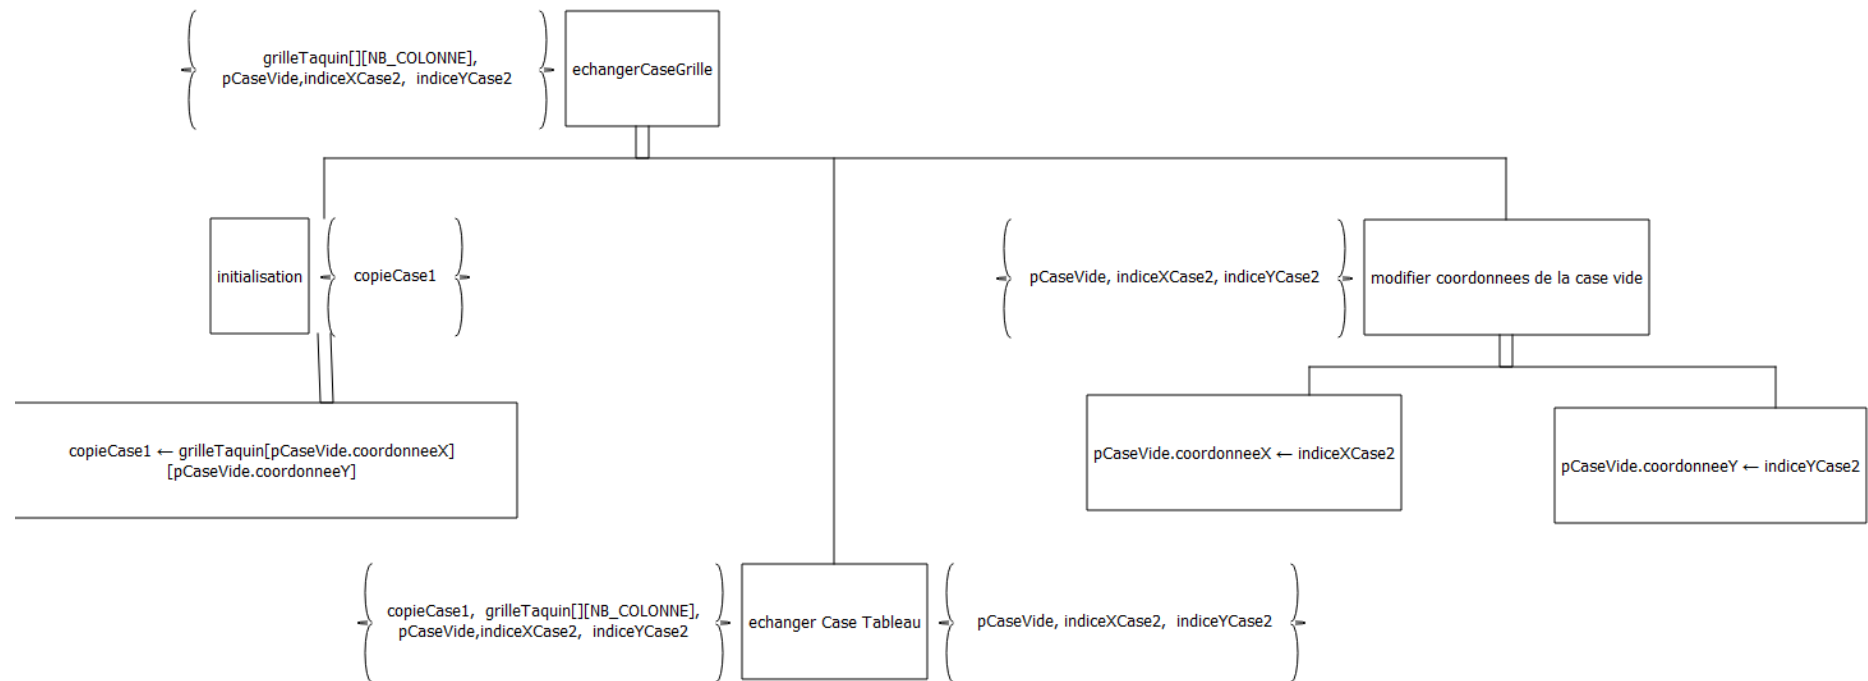 grilleTaquin[][NB_COLONNE],
pCaseVide,indiceXCase2, indiceYCase2
echangerCaseGrille
initialisation
copieCase1
pCaseVide, indiceXCase2, indiceYCase2
modifier coordonnees de la case vide
copieCase1 ← grilleTaquin[pCaseVide.coordonneeX]
[pCaseVide.coordonneeY]
pCaseVide.coordonneeX ← indiceXCase2
pCaseVide.coordonneeY ← indiceYCase2
copieCase1, grilleTaquin[][NB_COLONNE],
pCaseVide,indiceXCase2, indiceYCase2
echanger Case Tableau
pCaseVide, indiceXCase2, indiceYCase2